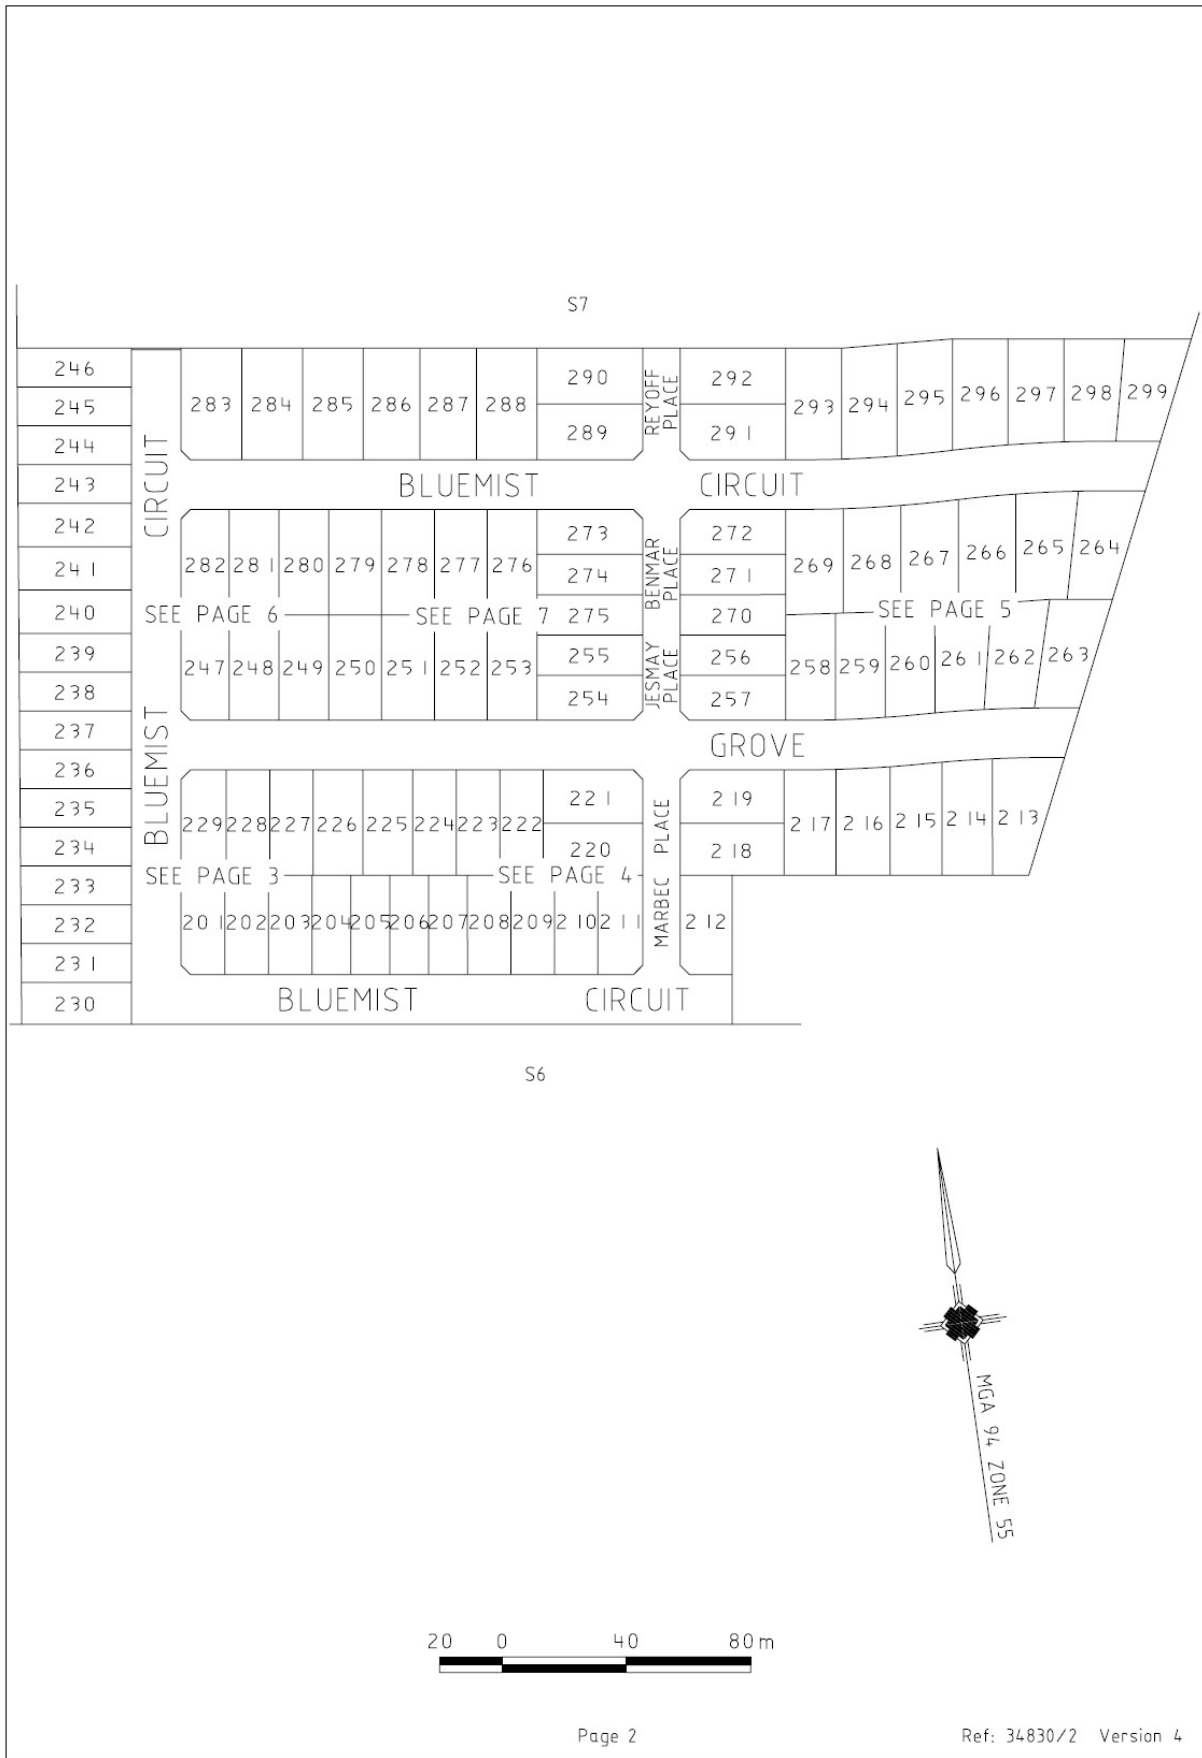 S7
246
245
244
243
242
241
240
239
238
237
236
235
234
233
232
231
230
CIRCUIT
BLUEMIST
283 284 285 286 287 288
290
289
REYOFF
PLACE
292
291
293 294 295 296 297 298 299
BLUEMIST CIRCUIT
282 281 280 279 278 277 276
273
274
275
BENMAR
PLACE
272
271
270
269 268 267 266 265 264
SEE PAGE 6
SEE PAGE 7
SEE PAGE 5
247 248 249 250 251 252 253
255
254
JESMAY
PLACE
256
257
258 259 260 261 262 263
GROVE
229 228 227 226 225 224 223 222
221
220
MARBEC PLACE
219
218
217 216 215 214 213
SEE PAGE 3
SEE PAGE 4
201 202 203 204 205 206 207 208 209 210 211
212
BLUEMIST CIRCUIT
S6
MGA 94 ZONE 55
20 0 40 80m
Page 2
Ref: 34830/2 Version 4